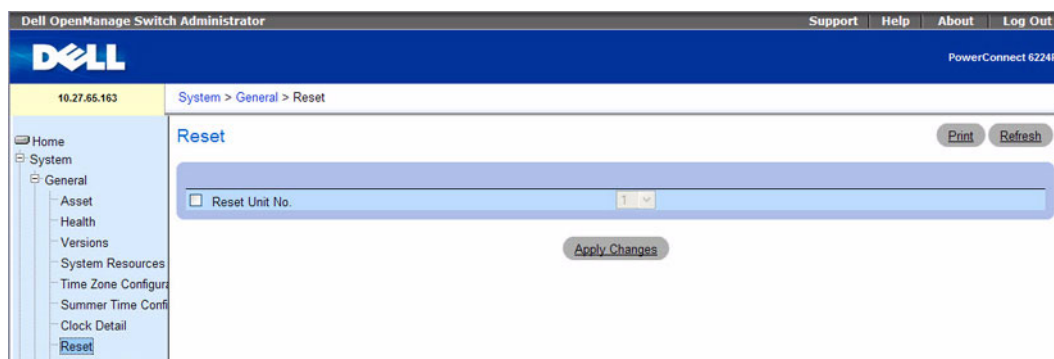 Dell OpenManage Switch Administrator
Support | Help | About | Log Out
DELL
PowerConnect 6224
10.27.65.163
System > General > Reset
Home
System
General
Asset
Health
Versions
System Resources
Time Zone Configura
Summer Time Confi
Clock Detail
Reset
Reset
Print
Refresh
Reset Unit No.
1
Apply Changes